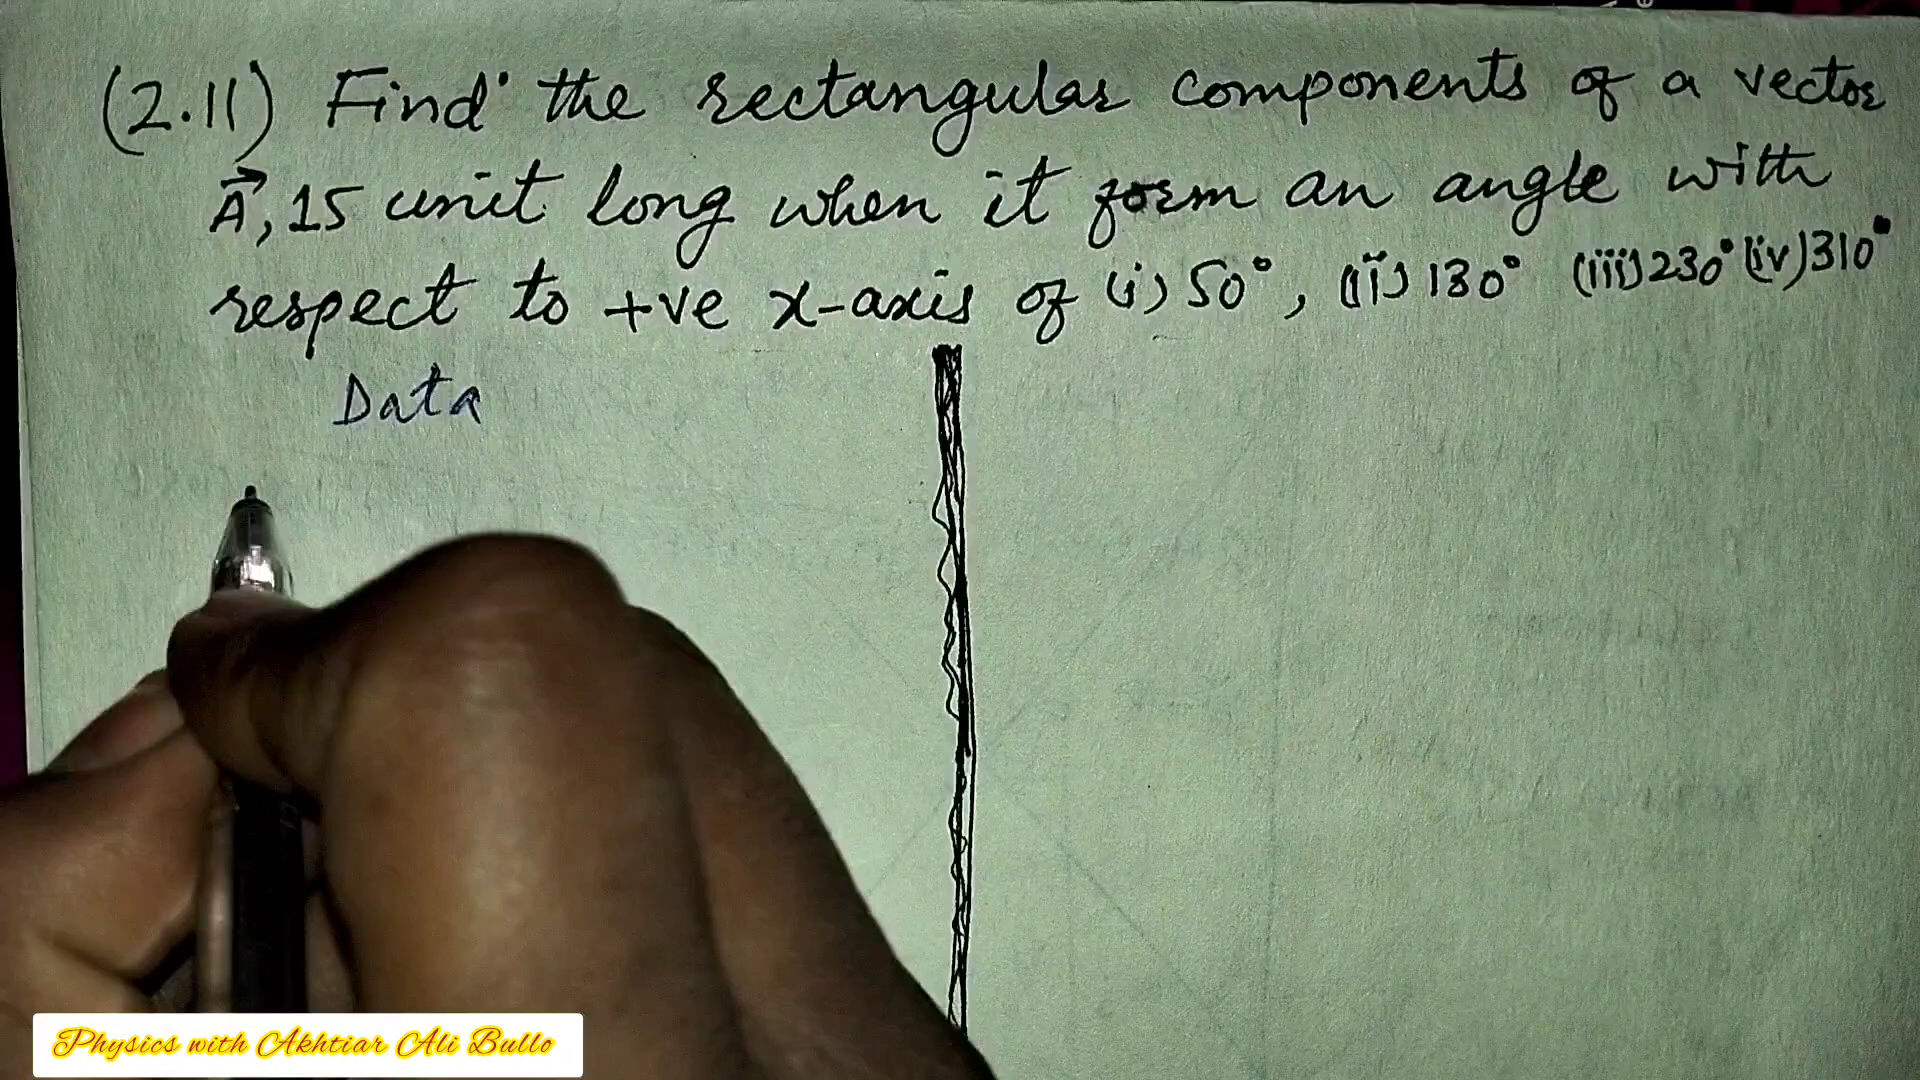 (2.11) Find the rectangular components of a vector
A⃗, 15 unit long when it form an angle with
respect to +ve x-axis of (i) 50°, (ii) 130° (iii) 230° (iv) 310°
Data
Physics with Akhtiar Ali Bullo